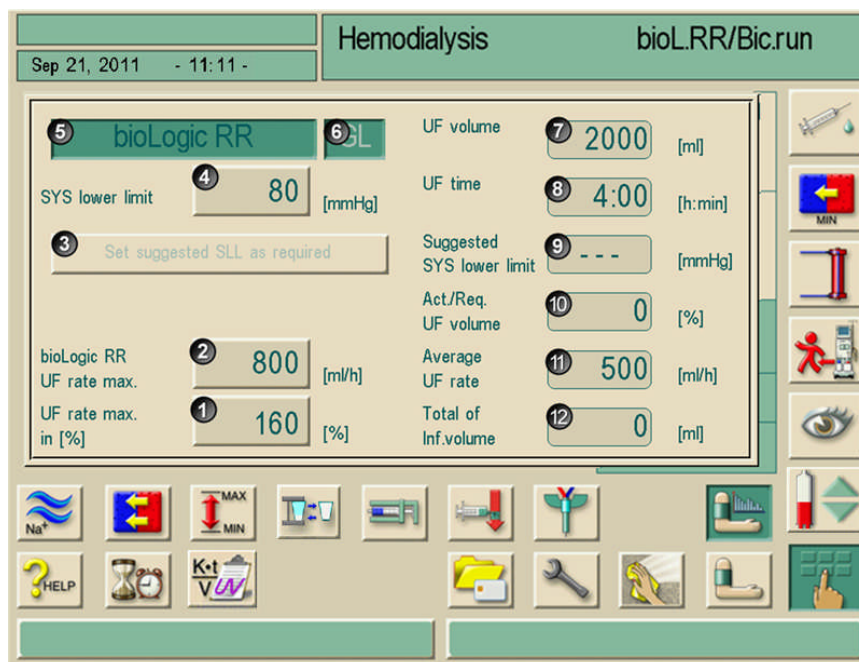 Hemodialysis bioL.RR/Bic.run
Sep 21, 2011 - 11:11 -
5 bioLogic RR 6 GL
SYS lower limit 4 80 [mmHg]
3 Set suggested SLL as required
bioLogic RR
UF rate max. 2 800 [ml/h]
UF rate max.
in [%] 1 160 [%]
UF volume 7 2000 [ml]
UF time 8 4:00 [h:min]
Suggested
SYS lower limit 9 - - - [mmHg]
Act./Req.
UF volume 10 0 [%]
Average
UF rate 11 500 [ml/h]
Total of
Inf.volume 12 0 [ml]
MIN
Na+
MAX
MIN
HELP
K•t
V